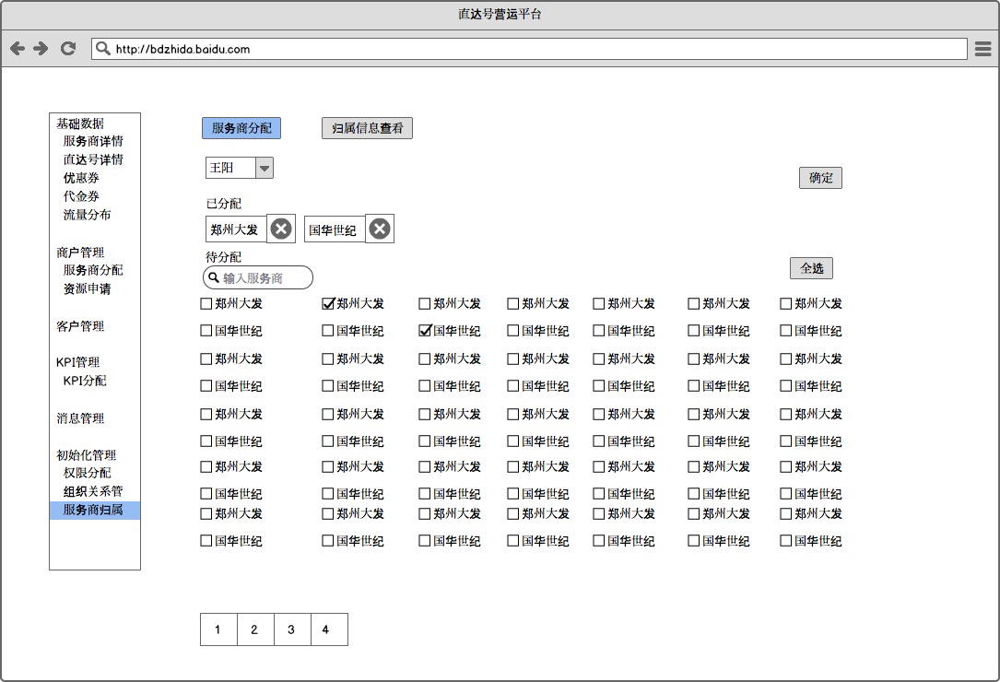 直达号营运平台
http://bdzhida.baidu.com
基础数据
服务商详情
直达号详情
优惠券
代金券
流量分布
商户管理
服务商分配
资源申请
客户管理
KPI管理
KPI分配
消息管理
初始化管理
权限分配
组织关系管
服务商归属
服务商分配 归属信息查看
王阳
确定
已分配
郑州大发 国华世纪
待分配
输入服务商
全选
郑州大发 郑州大发 郑州大发 郑州大发 郑州大发 郑州大发 郑州大发
国华世纪 国华世纪 国华世纪 国华世纪 国华世纪 国华世纪 国华世纪
郑州大发 郑州大发 郑州大发 郑州大发 郑州大发 郑州大发 郑州大发
国华世纪 国华世纪 国华世纪 国华世纪 国华世纪 国华世纪 国华世纪
郑州大发 郑州大发 郑州大发 郑州大发 郑州大发 郑州大发 郑州大发
国华世纪 国华世纪 国华世纪 国华世纪 国华世纪 国华世纪 国华世纪
郑州大发 郑州大发 郑州大发 郑州大发 郑州大发 郑州大发 郑州大发
国华世纪 国华世纪 国华世纪 国华世纪 国华世纪 国华世纪 国华世纪
郑州大发 郑州大发 郑州大发 郑州大发 郑州大发 郑州大发 郑州大发
国华世纪 国华世纪 国华世纪 国华世纪 国华世纪 国华世纪 国华世纪
1 2 3 4